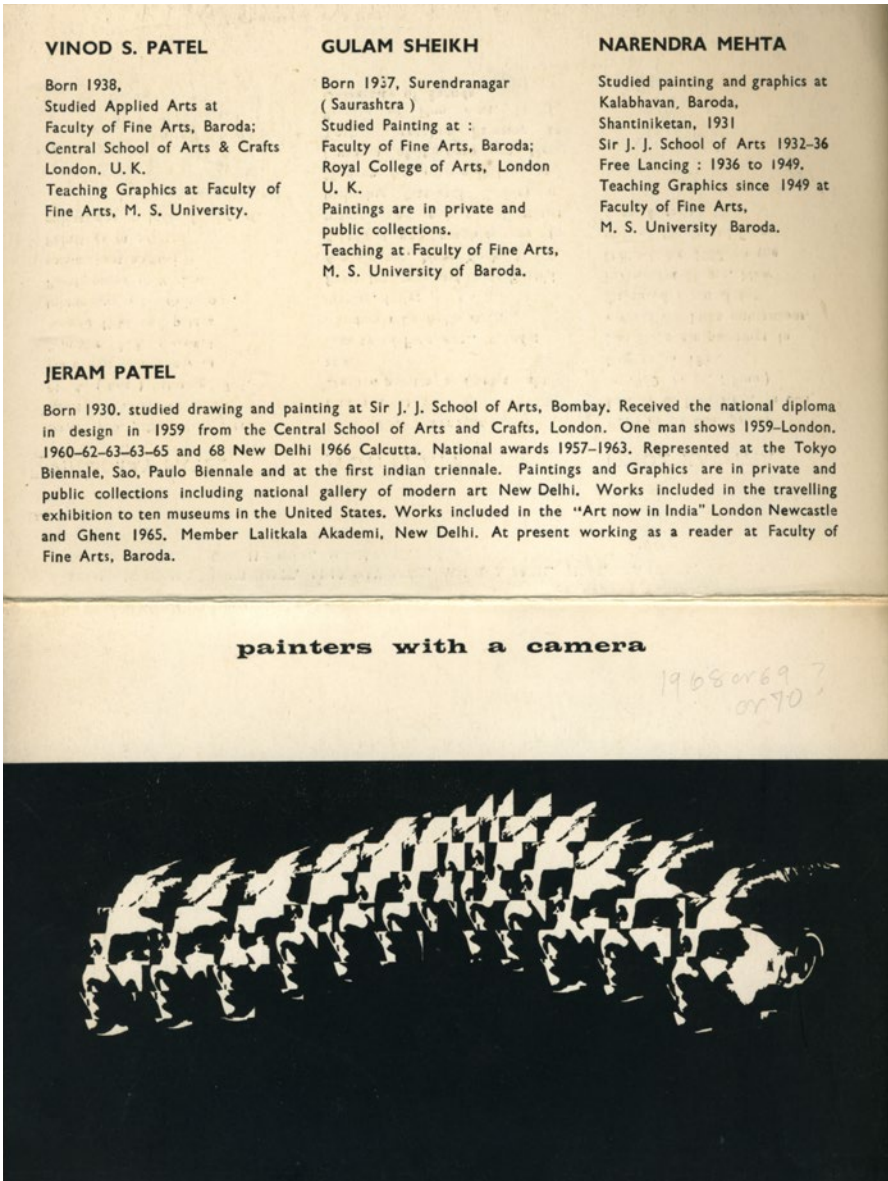 VINOD S. PATEL
Born 1938,
Studied Applied Arts at
Faculty of Fine Arts, Baroda;
Central School of Arts & Crafts
London. U. K.
Teaching Graphics at Faculty of
Fine Arts, M. S. University.
GULAM SHEIKH
Born 1937, Surendranagar
( Saurashtra )
Studied Painting at :
Faculty of Fine Arts, Baroda;
Royal College of Arts, London
U. K.
Paintings are in private and
public collections.
Teaching at Faculty of Fine Arts,
M. S. University of Baroda.
NARENDRA MEHTA
Studied painting and graphics at
Kalabhavan, Baroda,
Shantiniketan, 1931
Sir J. J. School of Arts 1932-36
Free Lancing : 1936 to 1949.
Teaching Graphics since 1949 at
Faculty of Fine Arts,
M. S. University Baroda.
JERAM PATEL
Born 1930. studied drawing and painting at Sir J. J. School of Arts, Bombay. Received the national diploma
in design in 1959 from the Central School of Arts and Crafts, London. One man shows 1959-London.
1960-62-63-63-65 and 68 New Delhi 1966 Calcutta. National awards 1957-1963. Represented at the Tokyo
Biennale, Sao, Paulo Biennale and at the first indian triennale. Paintings and Graphics are in private and
public collections including national gallery of modern art New Delhi. Works included in the travelling
exhibition to ten museums in the United States. Works included in the "Art now in India" London Newcastle
and Ghent 1965. Member Lalitkala Akademi, New Delhi. At present working as a reader at Faculty of
Fine Arts, Baroda.
painters with a camera
1968 or 69 ?
or 70